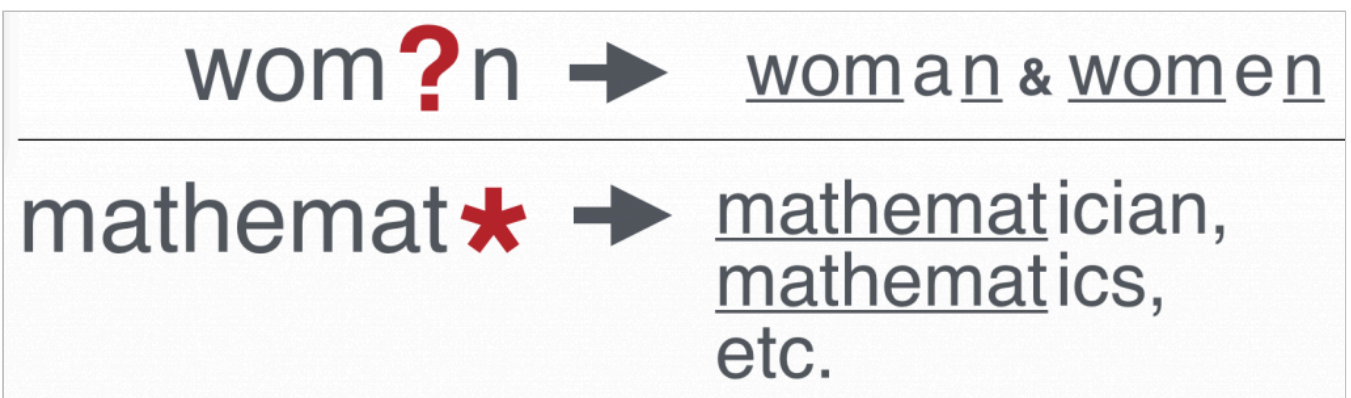 wom?n → woman & women
mathemat* → mathematician,
mathematics,
etc.